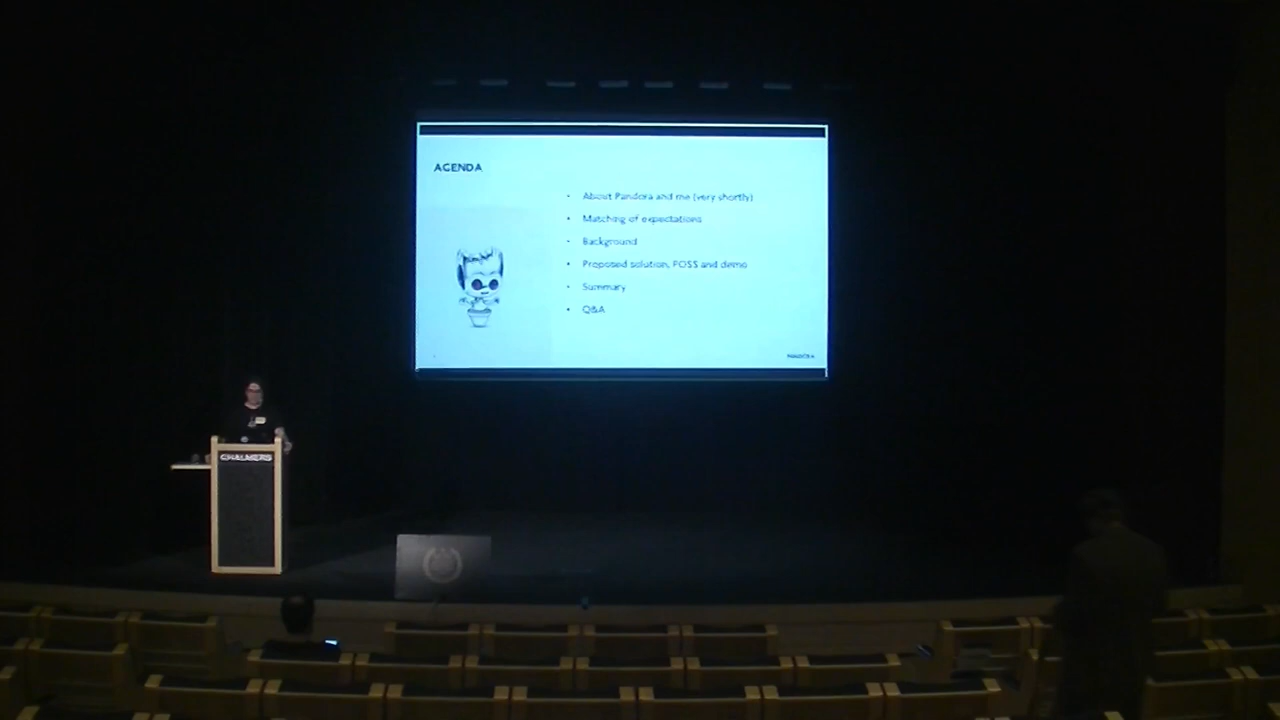 AGENDA
• About Pandora and me (very shortly)
• Matching of expectations
• Background
• Proposed solution, FOSS and demo
• Summary
• Q&A
PANDORA
CHALMERS